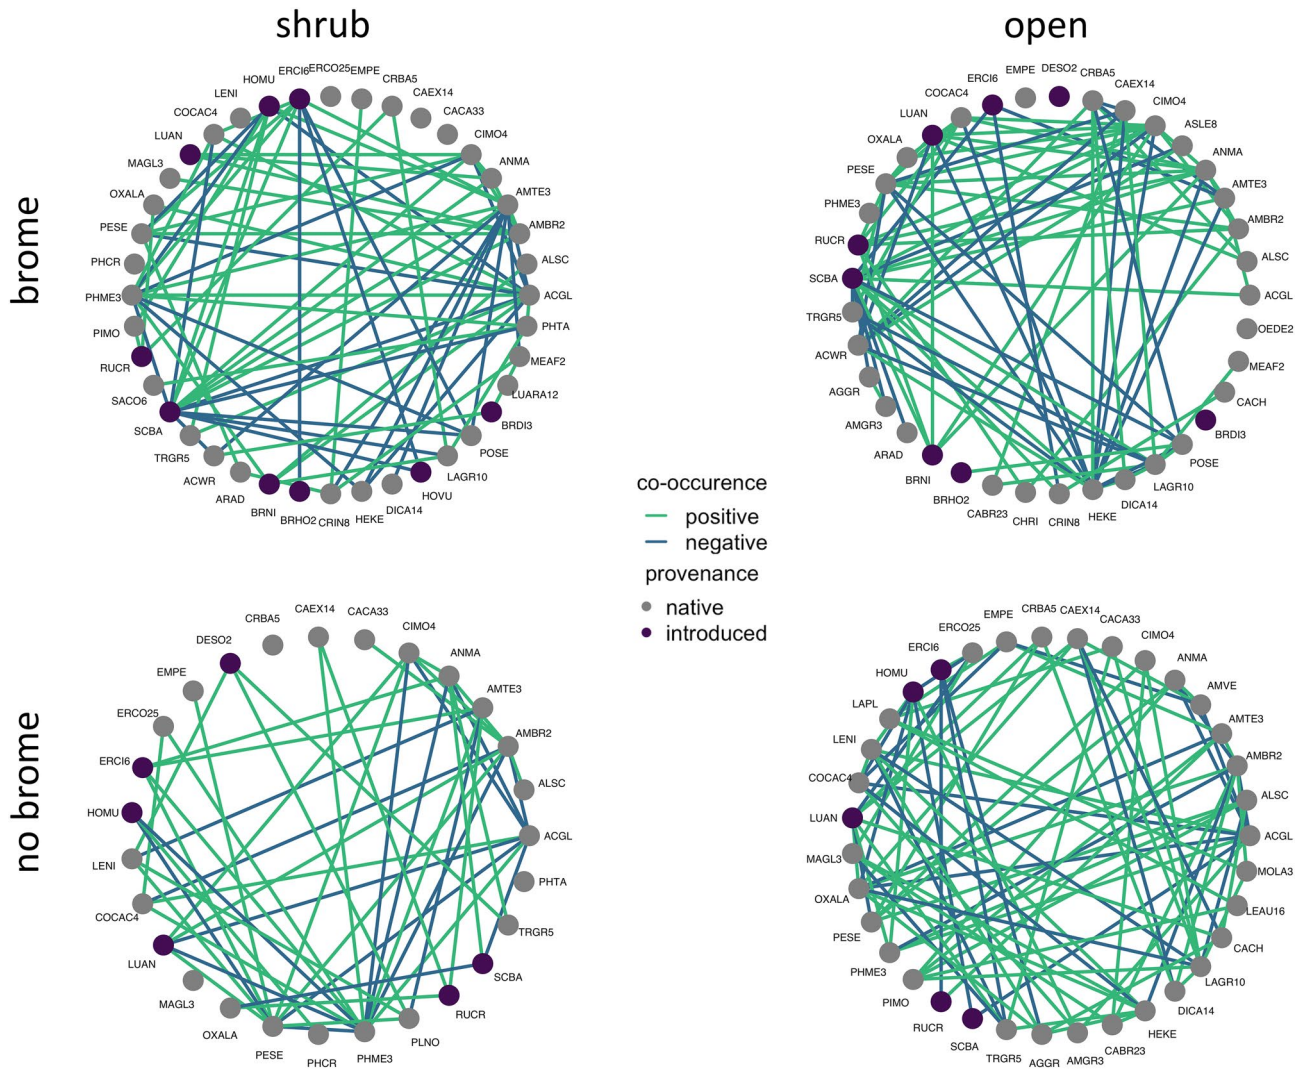 shrub
open
brome
no brome
ERCI6
ERCO25
EMPE
CRBA5
CAEX14
CACA33
CIMO4
ANMA
AMTE3
AMBR2
ALSC
ACGL
PHTA
MEAF2
LUARA12
BRDI3
POSE
LAGR10
HOVU
DICA14
HEKE
CRIN8
BRHO2
BRNI
ARAD
ACWR
TRGR5
SCBA
SACO6
RUCR
PIMO
PHME3
PHCR
PESE
OXALA
MAGL3
LUAN
COCAC4
LENI
HOMU
EMPE
DESO2
CRBA5
CAEX14
CIMO4
ASLE8
ANMA
AMTE3
AMBR2
ALSC
ACGL
OEDE2
MEAF2
CACH
BRDI3
POSE
LAGR10
DICA14
HEKE
CRIN8
CHRI
CABR23
BRHO2
BRNI
ARAD
AMGR3
AGGR
ACWR
TRGR5
SCBA
RUCR
PHME3
PESE
OXALA
LUAN
COCAC4
ERCI6
co-occurence
positive
negative
provenance
native
introduced
CRBA5
CAEX14
CACA33
CIMO4
ANMA
AMTE3
AMBR2
ALSC
ACGL
PHTA
TRGR5
SCBA
RUCR
PLNO
PHME3
PHCR
PESE
OXALA
MAGL3
LUAN
COCAC4
LENI
HOMU
ERCI6
ERCO25
EMPE
DESO2
EMPE
CRBA5
CAEX14
CACA33
CIMO4
ANMA
AMVE
AMTE3
AMBR2
ALSC
ACGL
MOLA3
LEAU16
CACH
LAGR10
DICA14
HEKE
CABR23
AMGR3
AGGR
TRGR5
SCBA
RUCR
PIMO
PHME3
PESE
OXALA
MAGL3
LUAN
COCAC4
LENI
LAPL
HOMU
ERCI6
ERCO25